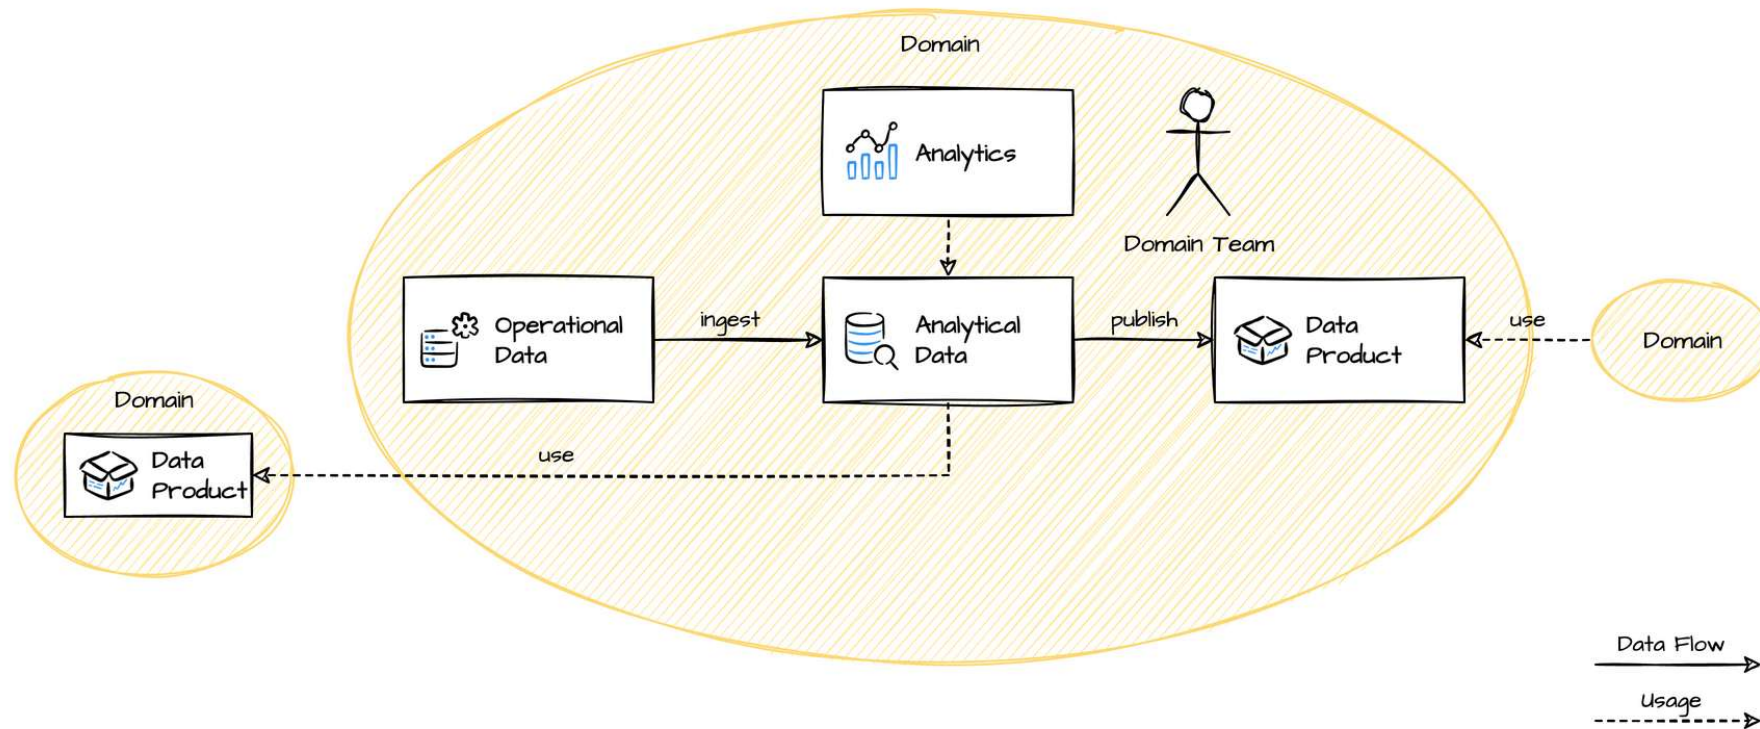 Domain
Analytics
Domain Team
Operational
Data
ingest
Analytical
Data
publish
Data
Product
use
Domain
Domain
Data
Product
use
Data Flow
Usage